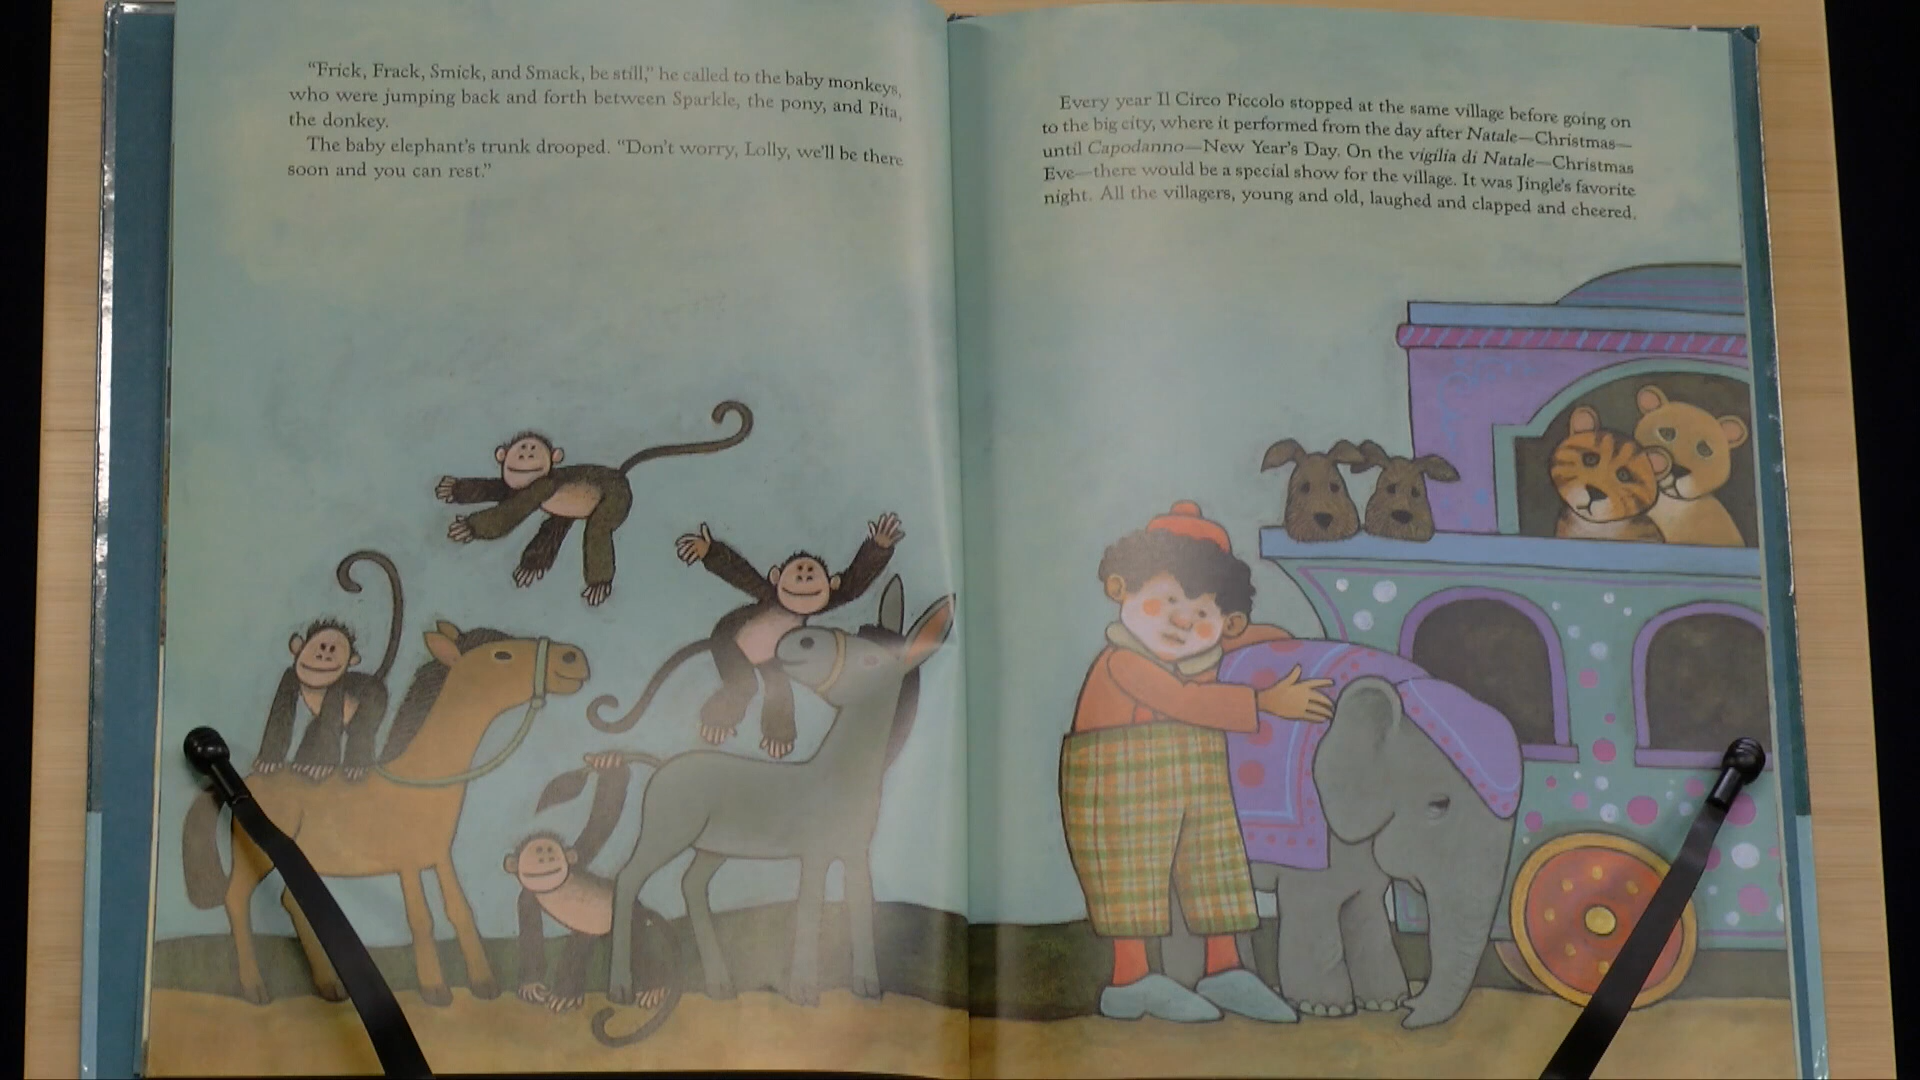 “Frick, Frack, Smick, and Smack, be still,” he called to the baby monkeys,
who were jumping back and forth between Sparkle, the pony, and Pita,
the donkey.
The baby elephant’s trunk drooped. “Don’t worry, Lolly, we’ll be there
soon and you can rest.”
Every year Il Circo Piccolo stopped at the same village before going on
to the big city, where it performed from the day after Natale—Christmas—
until Capodanno—New Year’s Day. On the vigilia di Natale—Christmas
Eve—there would be a special show for the village. It was Jingle’s favorite
night. All the villagers, young and old, laughed and clapped and cheered.